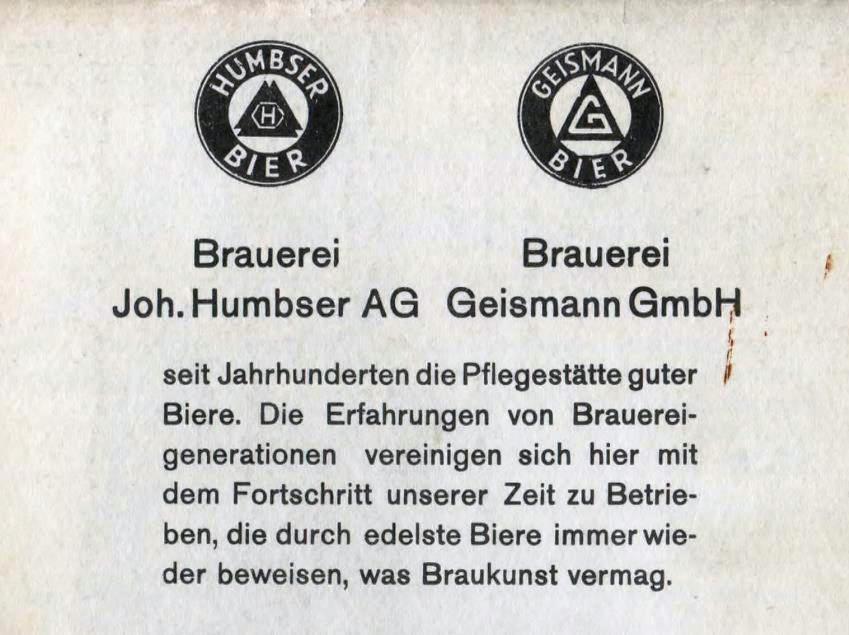 HUMBSER BIER
H
GEISMANN BIER
G
Brauerei
Joh. Humbser AG
Brauerei
Geismann GmbH
seit Jahrhunderten die Pflegestätte guter
Biere. Die Erfahrungen von Brauerei-
generationen vereinigen sich hier mit
dem Fortschritt unserer Zeit zu Betrie-
ben, die durch edelste Biere immer wie-
der beweisen, was Braukunst vermag.